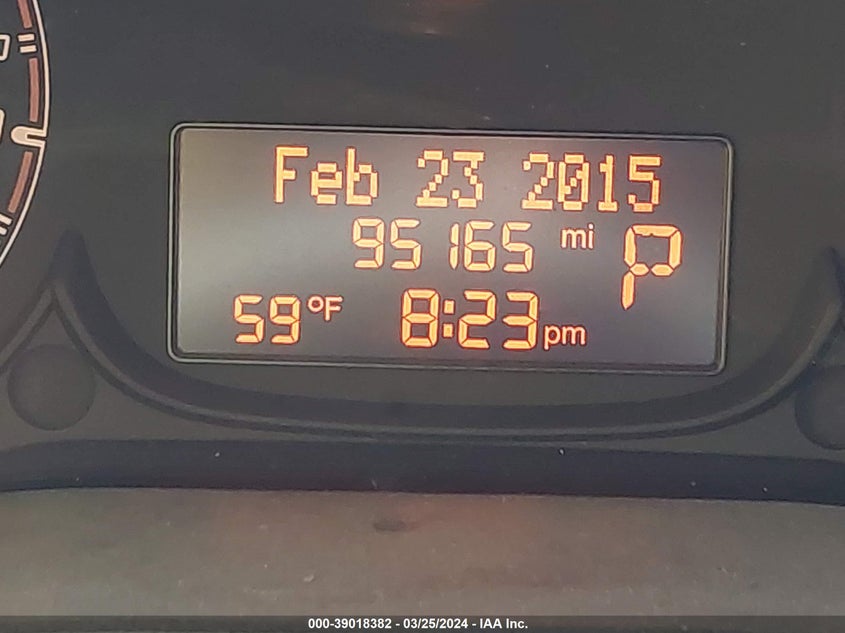 Feb 23 2015
95165 mi P
59°F 8:23pm
000-39018382 - 03/25/2024 - IAA Inc.